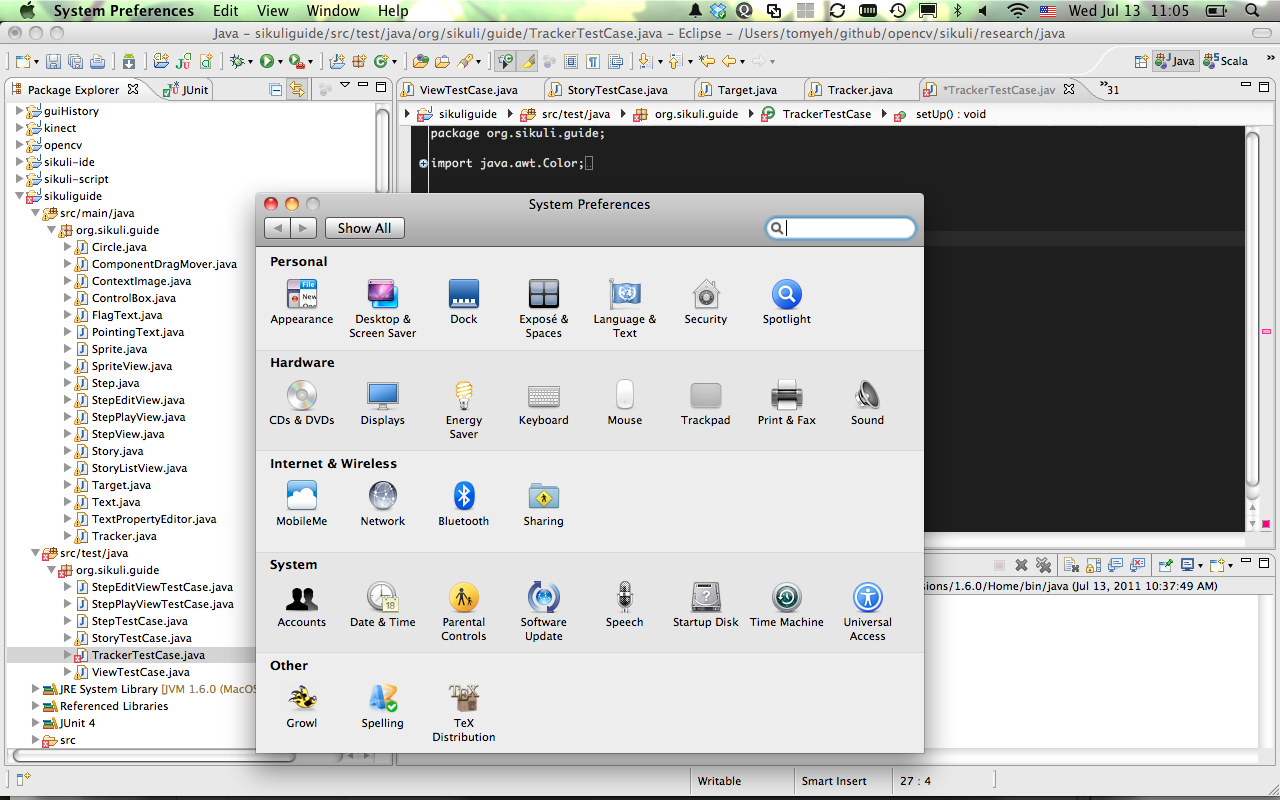 System Preferences Edit View Window Help Wed Jul 13 11:05
Java – sikuliguide/src/test/java/org/sikuli/guide/TrackerTestCase.java – Eclipse – /Users/tomyeh/github/opencv/sikuli/research/java
Java Scala
Package Explorer JUnit
ViewTestCase.java StoryTestCase.java Target.java Tracker.java *TrackerTestCase.jav 31
sikuliguide src/test/java org.sikuli.guide TrackerTestCase setUp() : void
package org.sikuli.guide;
import java.awt.Color;
guiHistory
kinect
opencv
sikuli-ide
sikuli-script
sikuliguide
src/main/java
org.sikuli.guide
Circle.java
ComponentDragMover.java
ContextImage.java
ControlBox.java
FlagText.java
PointingText.java
Sprite.java
SpriteView.java
Step.java
StepEditView.java
StepPlayView.java
StepView.java
Story.java
StoryListView.java
Target.java
Text.java
TextPropertyEditor.java
Tracker.java
src/test/java
org.sikuli.guide
StepEditViewTestCase.java
StepPlayViewTestCase.java
StepTestCase.java
StoryTestCase.java
TrackerTestCase.java
ViewTestCase.java
JRE System Library [JVM 1.6.0 (MacOS
Referenced Libraries
JUnit 4
src
System Preferences
Show All
Personal
Appearance
Desktop &
Screen Saver
Dock
Exposé &
Spaces
Language &
Text
Security
Spotlight
Hardware
CDs & DVDs
Displays
Energy
Saver
Keyboard
Mouse
Trackpad
Print & Fax
Sound
Internet & Wireless
MobileMe
Network
Bluetooth
Sharing
System
Accounts
Date & Time
Parental
Controls
Software
Update
Speech
Startup Disk
Time Machine
Universal
Access
Other
Growl
Spelling
TeX
Distribution
sions/1.6.0/Home/bin/java (Jul 13, 2011 10:37:49 AM)
Writable Smart Insert 27 : 4